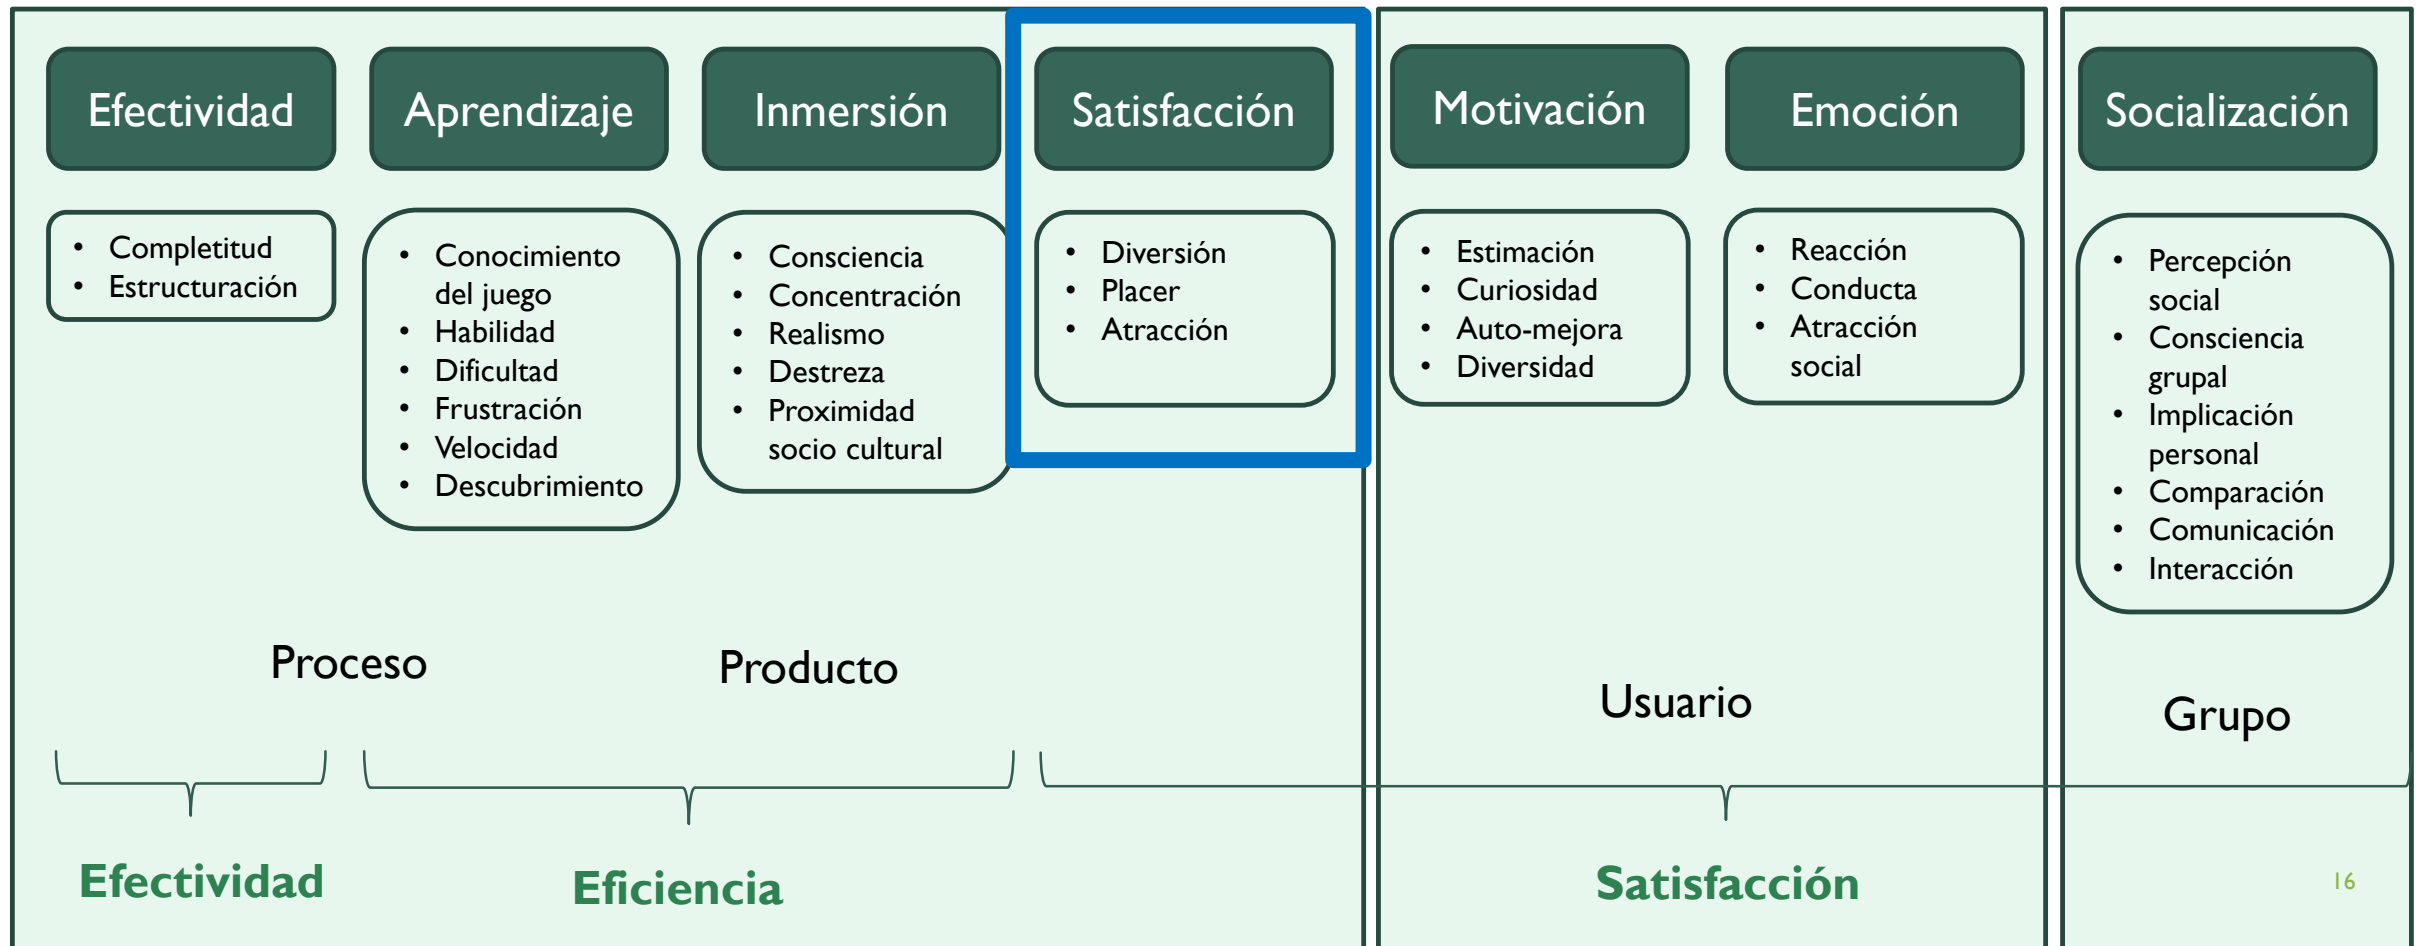 Efectividad
Aprendizaje
Inmersión
Satisfacción
Motivación
Emoción
Socialización
• Completitud
• Estructuración
• Conocimiento
del juego
• Habilidad
• Dificultad
• Frustración
• Velocidad
• Descubrimiento
• Consciencia
• Concentración
• Realismo
• Destreza
• Proximidad
socio cultural
• Diversión
• Placer
• Atracción
• Estimación
• Curiosidad
• Auto-mejora
• Diversidad
• Reacción
• Conducta
• Atracción
social
• Percepción
social
• Consciencia
grupal
• Implicación
personal
• Comparación
• Comunicación
• Interacción
Proceso
Producto
Usuario
Grupo
Efectividad
Eficiencia
Satisfacción
16